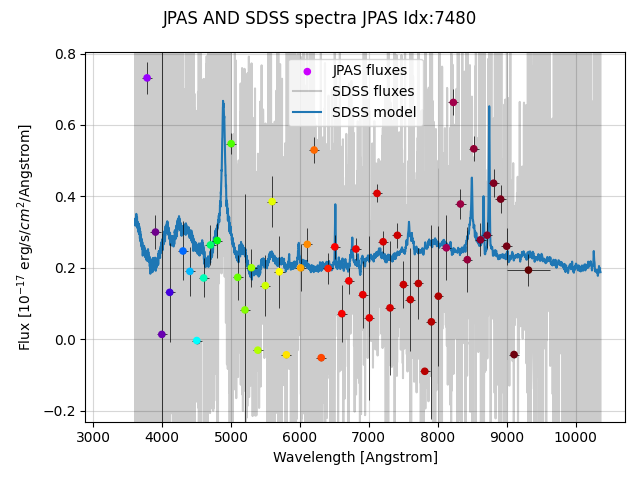 JPAS AND SDSS spectra JPAS Idx:7480
JPAS fluxes
SDSS fluxes
SDSS model
0.8
0.6
0.4
0.2
0.0
−0.2
Flux [10⁻¹⁷ erg/s/cm²/Angstrom]
3000 4000 5000 6000 7000 8000 9000 10000
Wavelength [Angstrom]